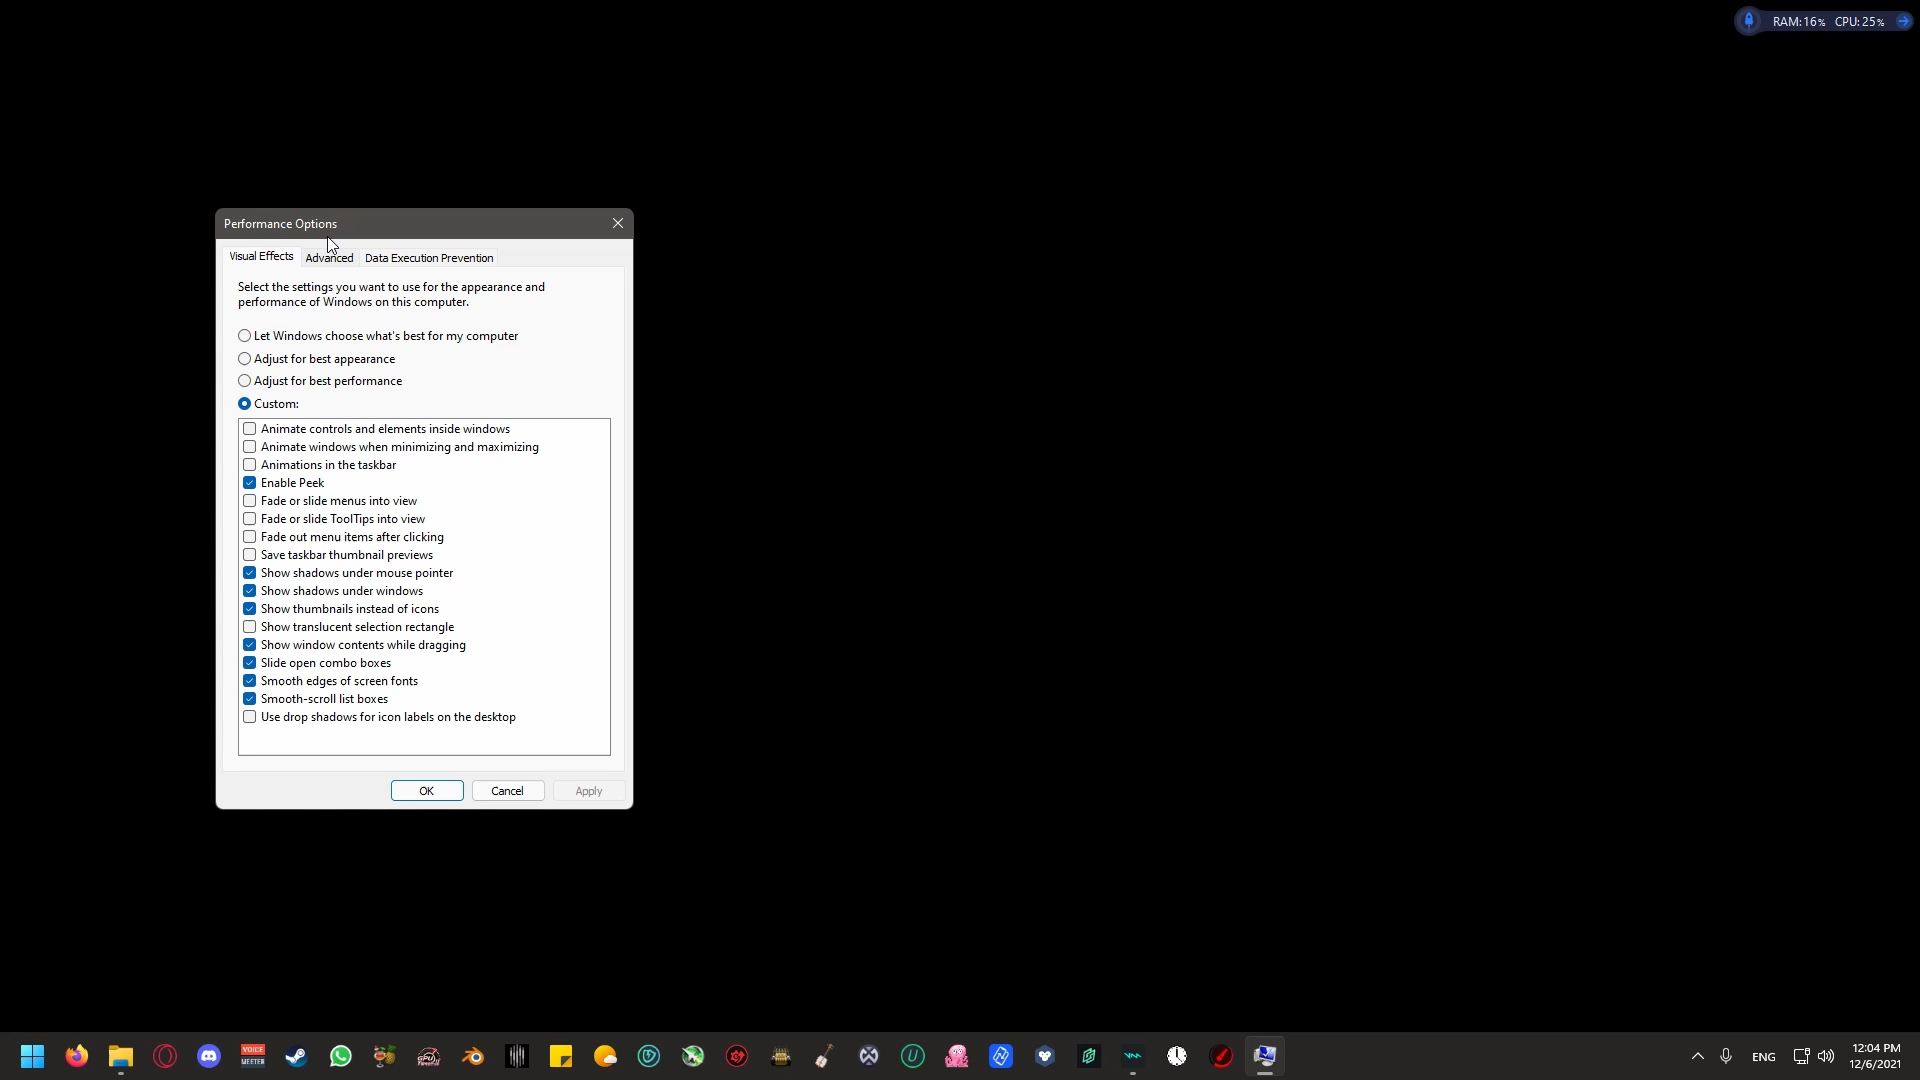 RAM:16% CPU:25%
Performance Options
Visual Effects Advanced Data Execution Prevention
Select the settings you want to use for the appearance and
performance of Windows on this computer.
Let Windows choose what's best for my computer
Adjust for best appearance
Adjust for best performance
Custom:
Animate controls and elements inside windows
Animate windows when minimizing and maximizing
Animations in the taskbar
Enable Peek
Fade or slide menus into view
Fade or slide ToolTips into view
Fade out menu items after clicking
Save taskbar thumbnail previews
Show shadows under mouse pointer
Show shadows under windows
Show thumbnails instead of icons
Show translucent selection rectangle
Show window contents while dragging
Slide open combo boxes
Smooth edges of screen fonts
Smooth-scroll list boxes
Use drop shadows for icon labels on the desktop
OK Cancel Apply
VOICE
MEETER
ENG
12:04 PM
12/6/2021